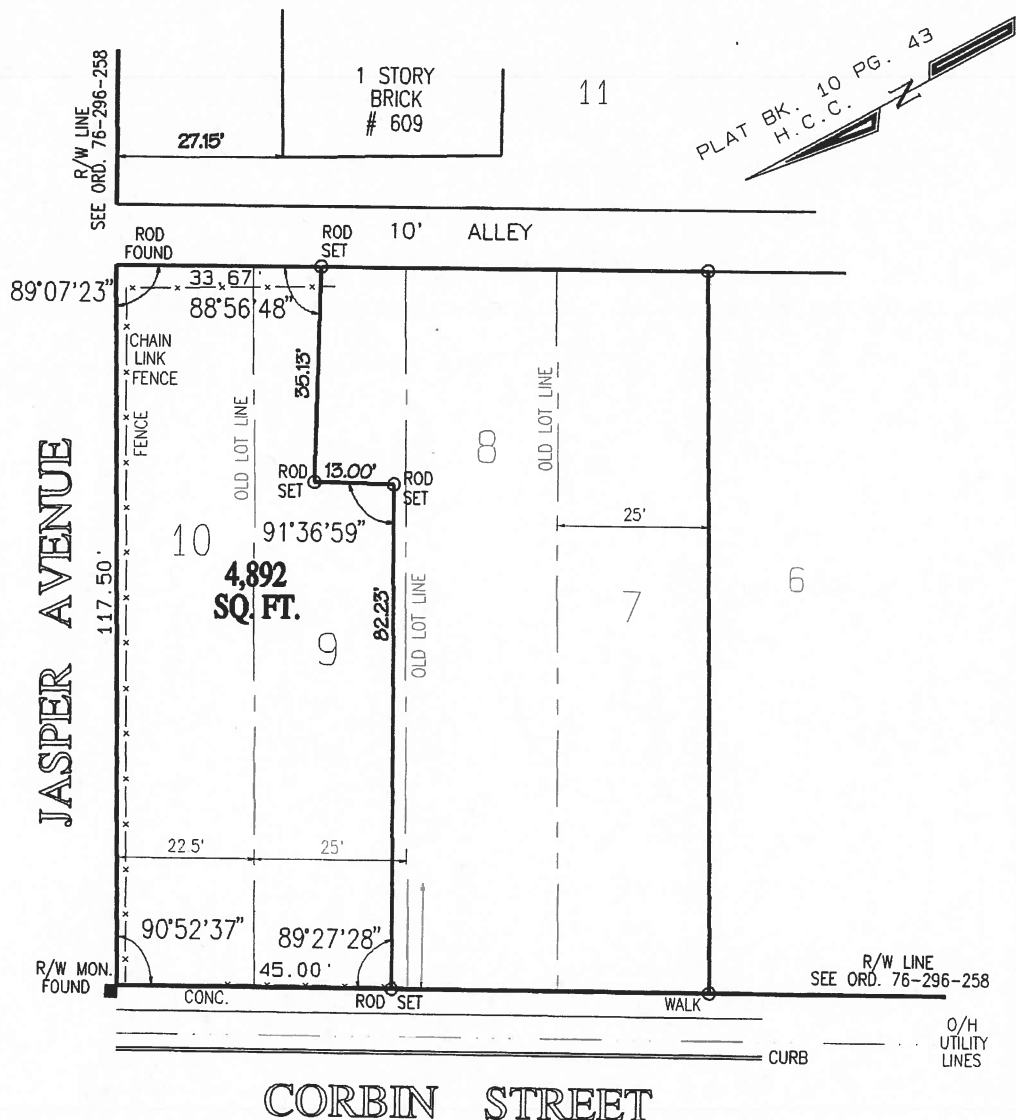 R/W LINE
SEE ORD. 76-296-258
27.15'
1 STORY
BRICK
# 609
11
PLAT BK. 10 PG. 43
H.C.C.
N
ROD
FOUND
ROD
SET
10' ALLEY
89°07'23"
33.67'
88°56'48"
CHAIN
LINK
FENCE
FENCE
OLD LOT LINE
35.13'
8
OLD LOT LINE
ROD
SET
13.00'
ROD
SET
25'
91°36'59"
10
4,892
SQ. FT.
9
82.23'
OLD LOT LINE
7
6
JASPER AVENUE
117.50'
22.5'
25'
90°52'37"
89°27'28"
45.00'
R/W MON.
FOUND
CONC.
ROD SET
WALK
R/W LINE
SEE ORD. 76-296-258
O/H
UTILITY
LINES
CURB
CORBIN STREET